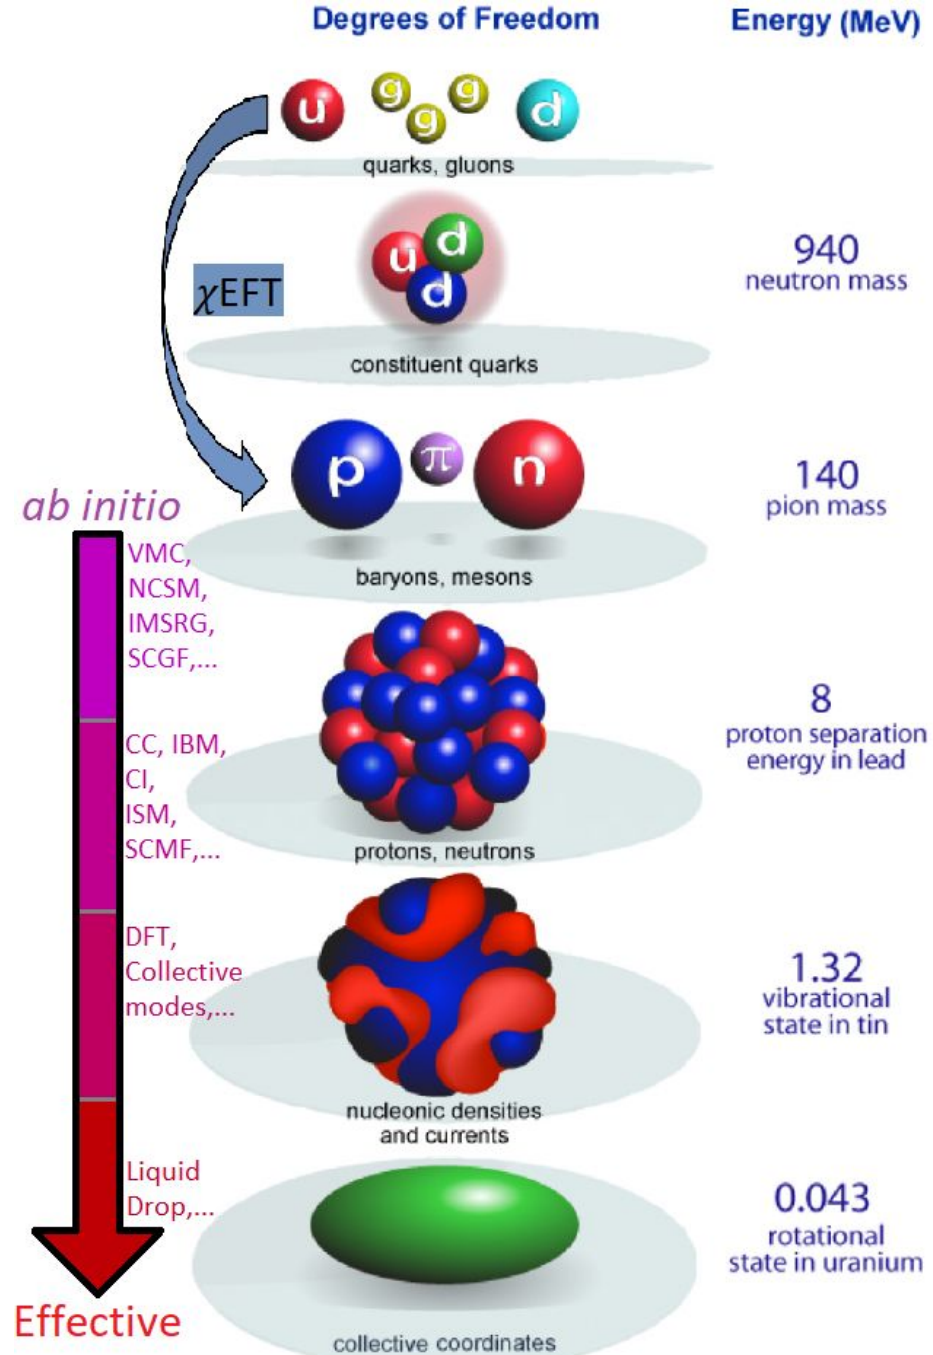 Degrees of Freedom
Energy (MeV)
u g g g d
quarks, gluons
u d d
940
neutron mass
χEFT
constituent quarks
p π n
140
pion mass
ab initio
baryons, mesons
VMC,
NCSM,
IMSRG,
SCGF,...
8
proton separation
energy in lead
CC, IBM,
CI,
ISM,
SCMF,...
protons, neutrons
DFT,
Collective
modes,...
1.32
vibrational
state in tin
nucleonic densities
and currents
Liquid
Drop,...
0.043
rotational
state in uranium
Effective
collective coordinates